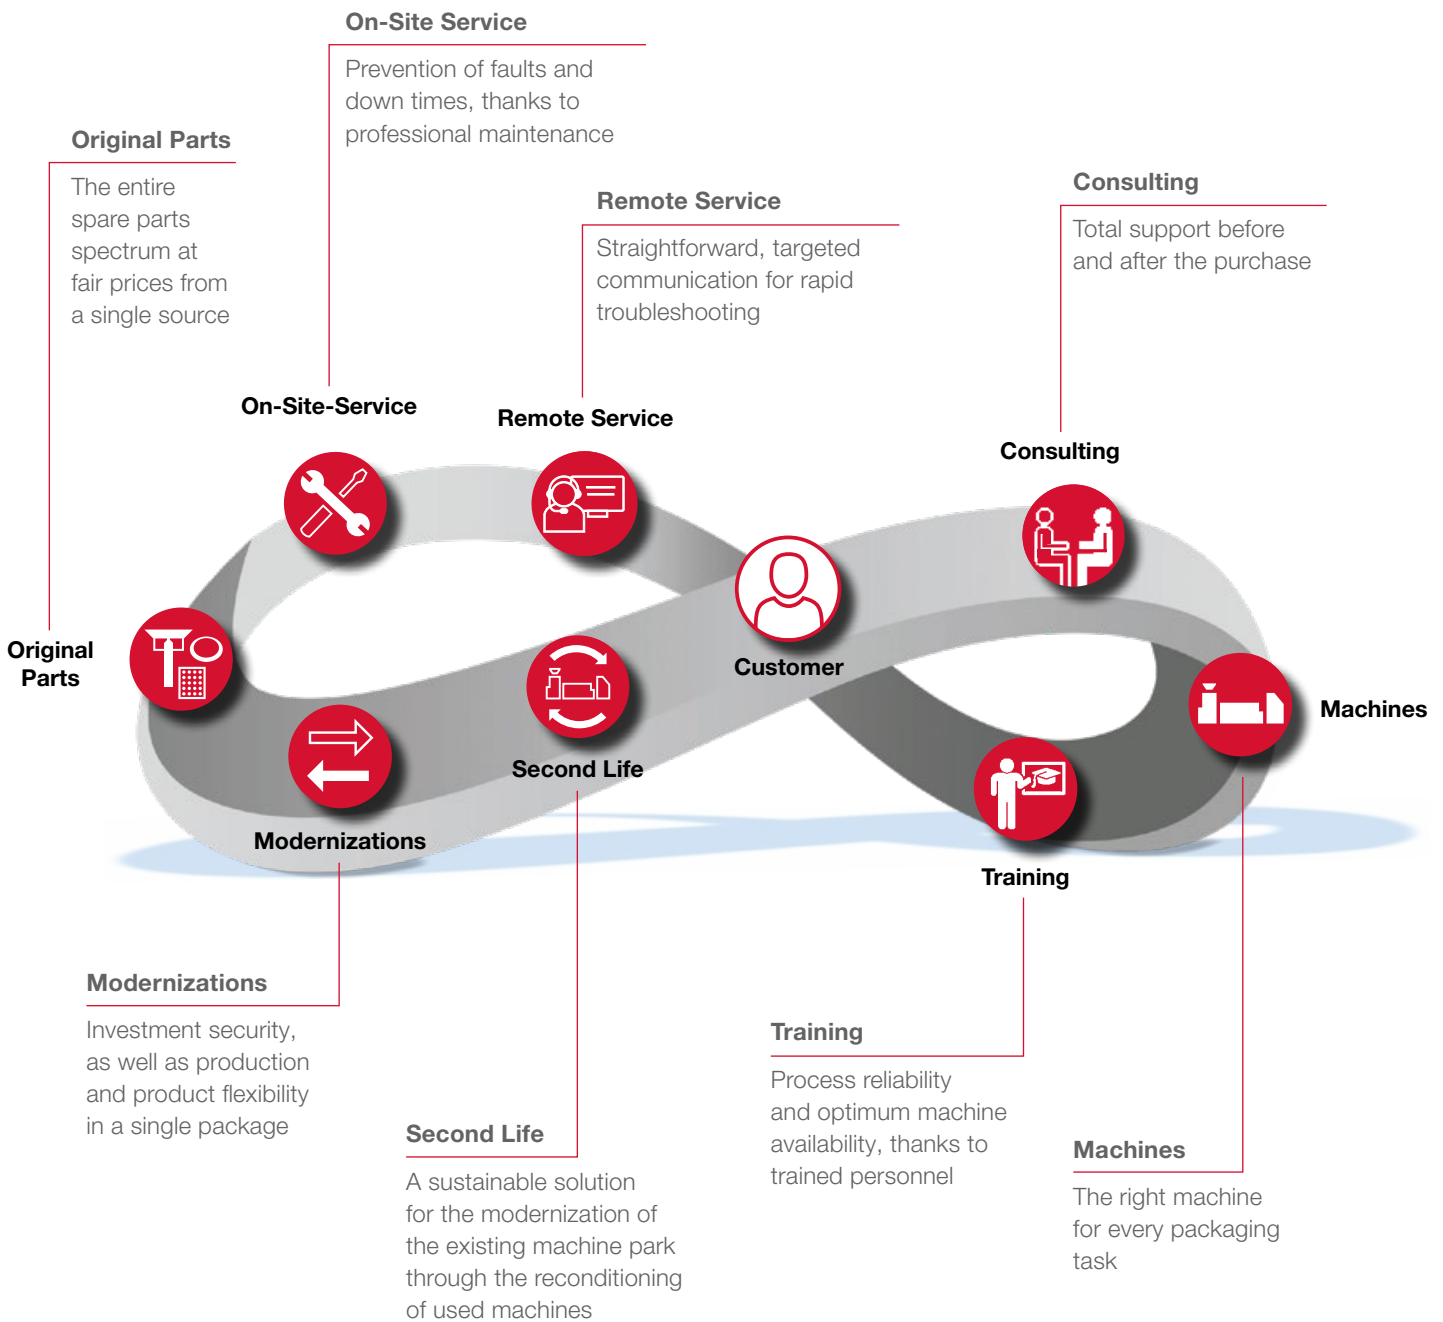 On-Site Service
Prevention of faults and
down times, thanks to
professional maintenance
Original Parts
The entire
spare parts
spectrum at
fair prices from
a single source
Remote Service
Straightforward, targeted
communication for rapid
troubleshooting
Consulting
Total support before
and after the purchase
On-Site-Service
Remote Service
Consulting
Original
Parts
Customer
Machines
Second Life
Modernizations
Training
Modernizations
Investment security,
as well as production
and product flexibility
in a single package
Second Life
A sustainable solution
for the modernization of
the existing machine park
through the reconditioning
of used machines
Training
Process reliability
and optimum machine
availability, thanks to
trained personnel
Machines
The right machine
for every packaging
task